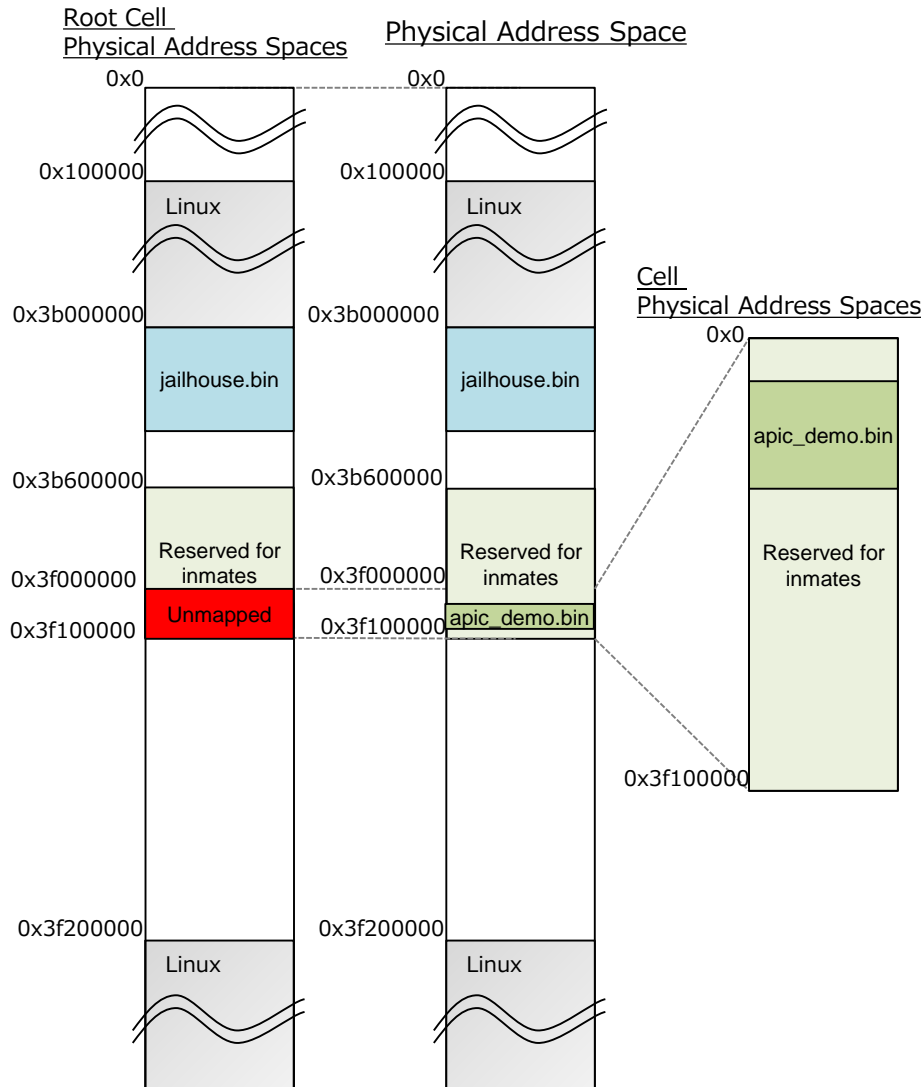 Root Cell
Physical Address Spaces
Physical Address Space
0x0
0x0
0x100000
0x100000
Linux
Linux
0x3b000000
0x3b000000
Cell
Physical Address Spaces
0x0
jailhouse.bin
jailhouse.bin
apic_demo.bin
0x3b600000
0x3b600000
Reserved for
inmates
Reserved for
inmates
Reserved for
inmates
0x3f000000
0x3f000000
Unmapped
apic_demo.bin
0x3f100000
0x3f100000
0x3f100000
0x3f200000
0x3f200000
Linux
Linux